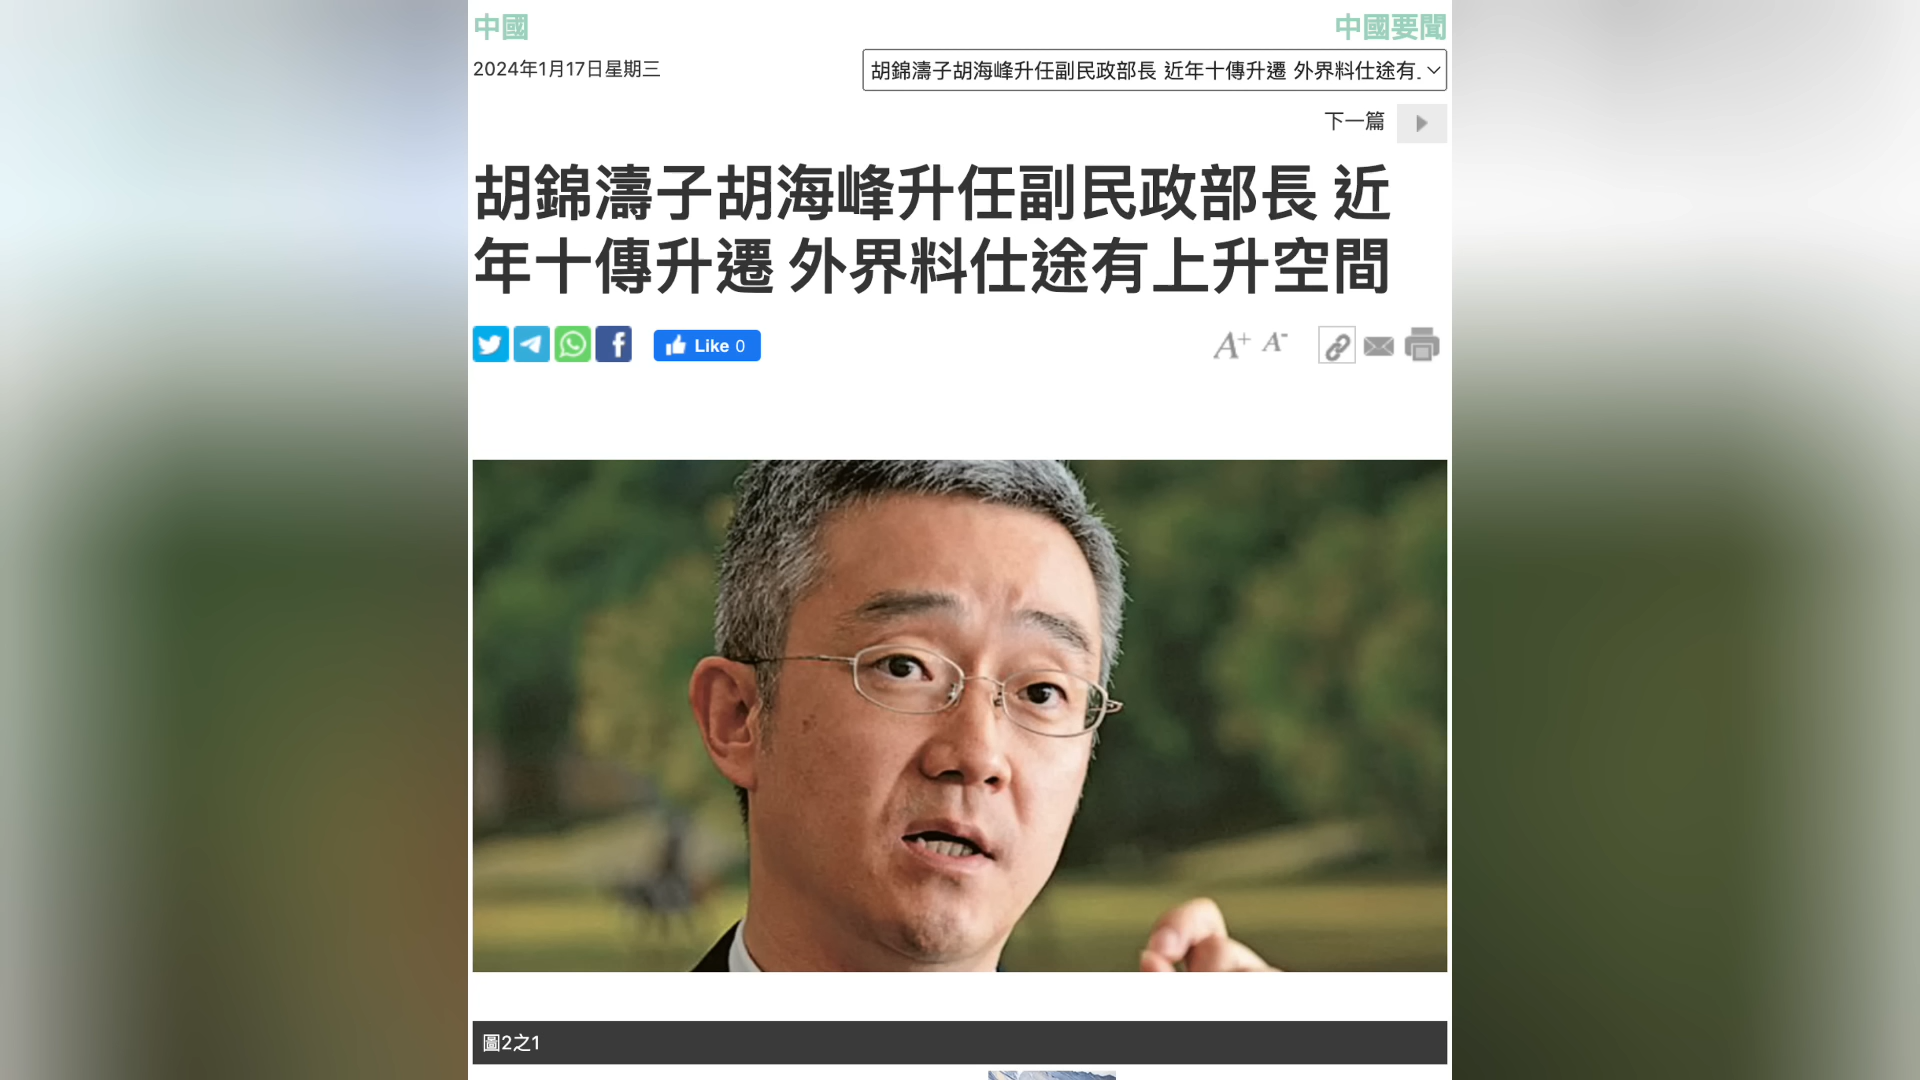 中國
中國要聞
2024年1月17日星期三
胡錦濤子胡海峰升任副民政部長 近年十傳升遷 外界料仕途有
下一篇
胡錦濤子胡海峰升任副民政部長 近
年十傳升遷 外界料仕途有上升空間
Like 0
A+ A-
圖2之1